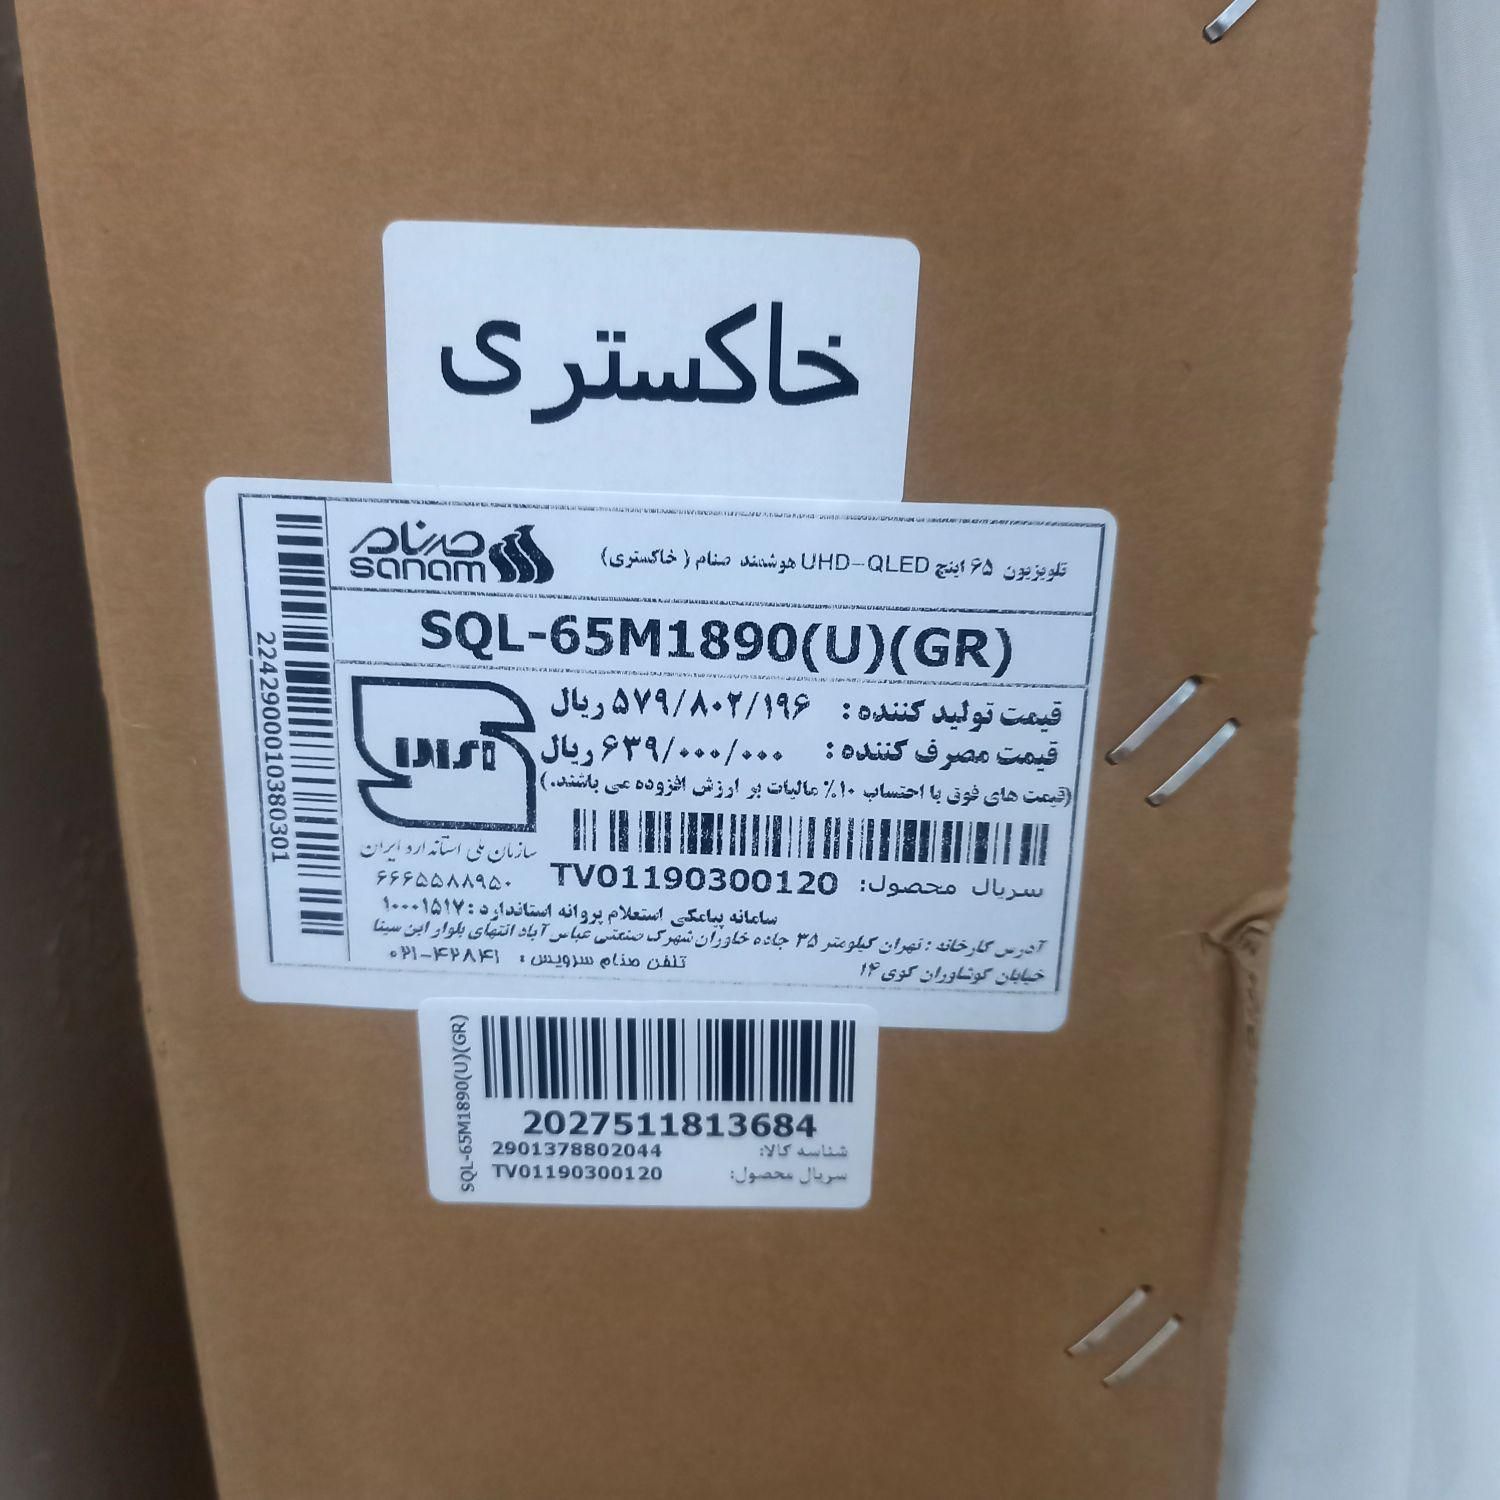 خاکستری
صنام
sanam
تلویزیون ۶۵ اینچ UHD-QLED هوشمند صنام ( خاکستری)
SQL-65M1890(U)(GR)
قیمت تولید کننده : ۵۷۹/۸۰۲/۱۹۶ ریال
قیمت مصرف کننده : ۶۳۹/۰۰۰/۰۰۰ ریال
(قیمت های فوق با احتساب ۱۰٪ مالیات بر ارزش افزوده می باشند.)
سازمان ملی استاندارد ایران
۶۶۶۵۵۸۸۹۵۰
سریال محصول: TV01190300120
سامانه پیامکی استعلام پروانه استاندارد : ۱۰۰۰۱۵۱۷
آدرس کارخانه : تهران کیلومتر ۳۵ جاده خاوران شهرک صنعتی عباس آباد انتهای بلوار ابن سینا
خیابان کوشاوران کوی ۱۴
تلفن صنام سرویس : ۴۲۸۴۱-۰۲۱
2242900010380301
SQL-65M1890(U)(GR)
2027511813684
شناسه کالا: 2901378802044
سریال محصول: TV01190300120